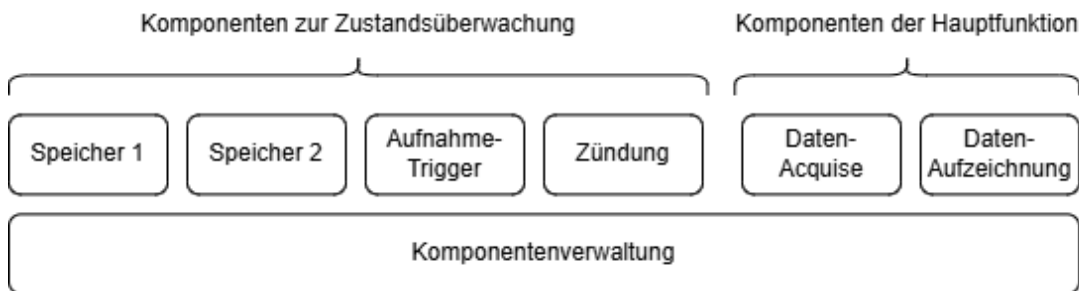 Komponenten zur Zustandsüberwachung
Komponenten der Hauptfunktion
Speicher 1
Speicher 2
Aufnahme-
Trigger
Zündung
Daten-
Acquise
Daten-
Aufzeichnung
Komponentenverwaltung